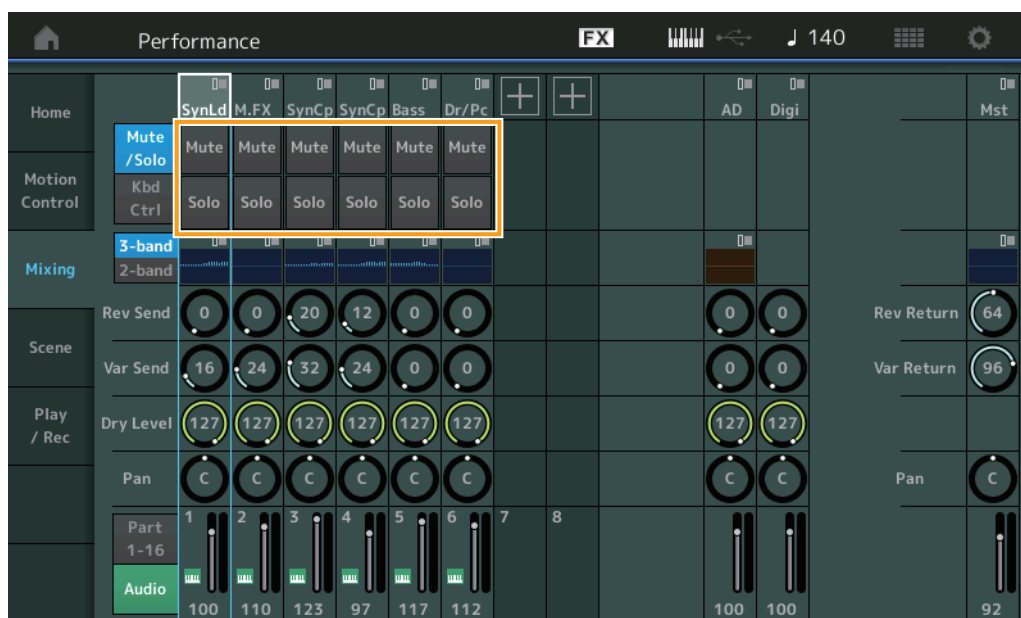 Performance FX 140
SynLd M.FX SynCp SynCp Bass Dr/Pc AD Digi Mst
Home
Mute
/Solo
Mute Mute Mute Mute Mute Mute
Motion
Control
Kbd
Ctrl
Solo Solo Solo Solo Solo Solo
Mixing
3-band
2-band
Rev Send 0 0 20 12 0 0 0 0 Rev Return 64
Scene
Var Send 16 24 32 24 0 0 0 0 Var Return 96
Play
/ Rec
Dry Level 127 127 127 127 127 127 127 127
Pan C C C C C C C C Pan C
Part
1-16
1 2 3 4 5 6 7 8
Audio
100 110 123 97 117 112 100 100 92